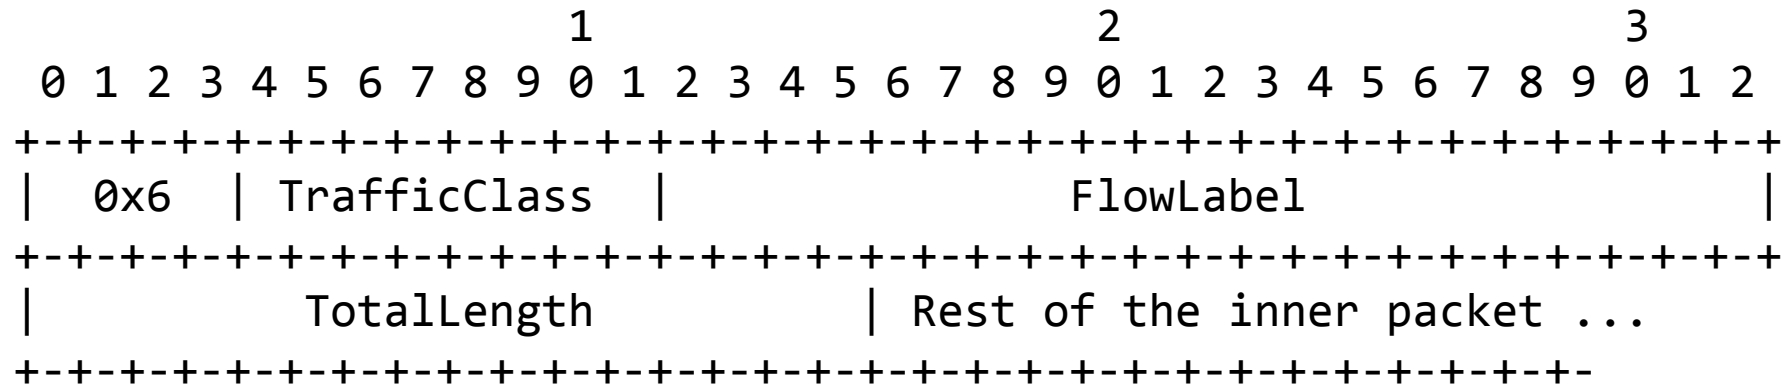 1                   2                   3
 0 1 2 3 4 5 6 7 8 9 0 1 2 3 4 5 6 7 8 9 0 1 2 3 4 5 6 7 8 9 0 1 2
+-+-+-+-+-+-+-+-+-+-+-+-+-+-+-+-+-+-+-+-+-+-+-+-+-+-+-+-+-+-+-+-+-+
|  0x6  | TrafficClass  |               FlowLabel                 |
+-+-+-+-+-+-+-+-+-+-+-+-+-+-+-+-+-+-+-+-+-+-+-+-+-+-+-+-+-+-+-+-+-+
|          TotalLength          | Rest of the inner packet ...
+-+-+-+-+-+-+-+-+-+-+-+-+-+-+-+-+-+-+-+-+-+-+-+-+-+-+-+-+-+-